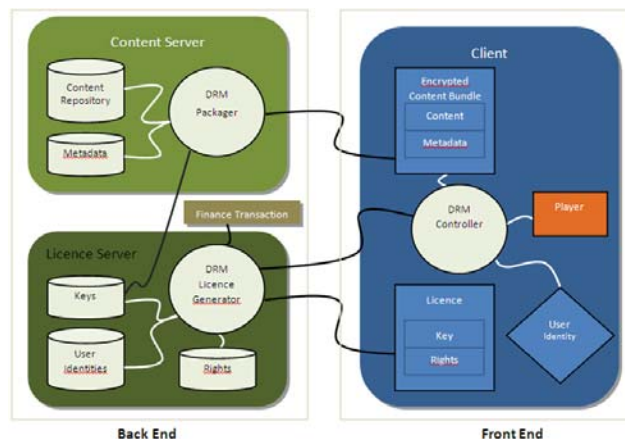 Content Server
Content
Repository
Metadata
DRM
Packager
Finance Transaction
Licence Server
Keys
User
Identities
DRM
Licence
Generator
Rights
Back End
Client
Encrypted
Content Bundle
Content
Metadata
DRM
Controller
Player
Licence
Key
Rights
User
Identity
Front End